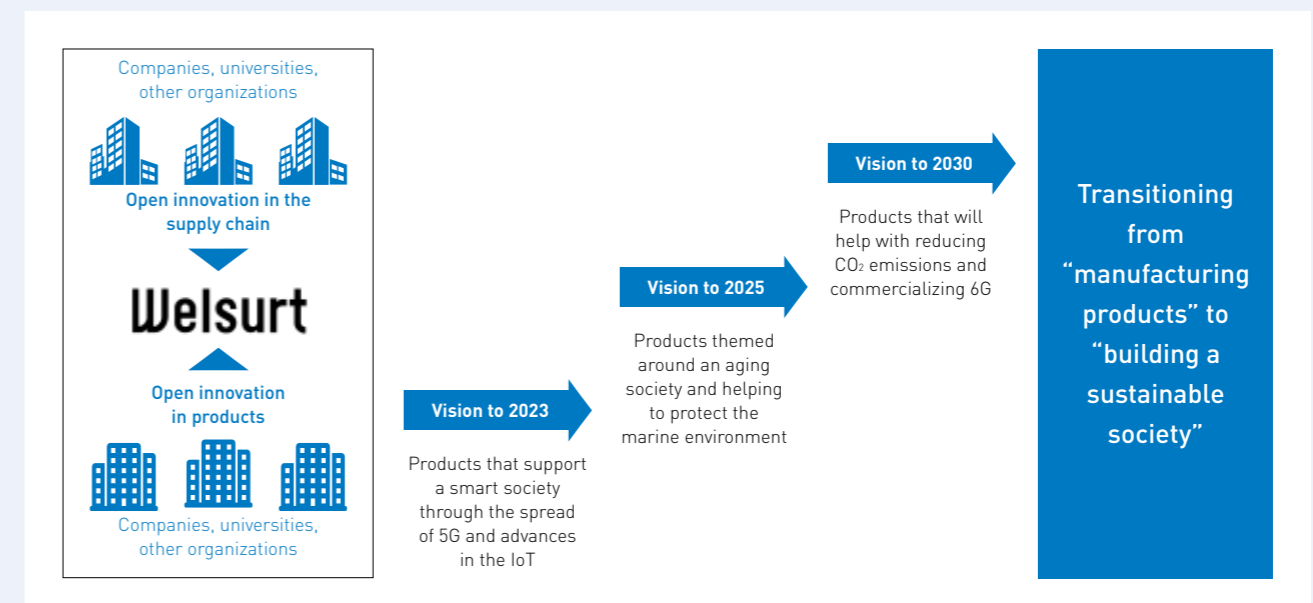 Companies, universities,
other organizations
Open innovation in the
supply chain
Welsurt
Open innovation
in products
Companies, universities,
other organizations
Vision to 2023
Products that support
a smart society
through the spread
of 5G and advances
in the IoT
Vision to 2025
Products themed
around an aging
society and helping
to protect the
marine environment
Vision to 2030
Products that will
help with reducing
CO₂ emissions and
commercializing 6G
Transitioning
from
“manufacturing
products” to
“building a
sustainable
society”